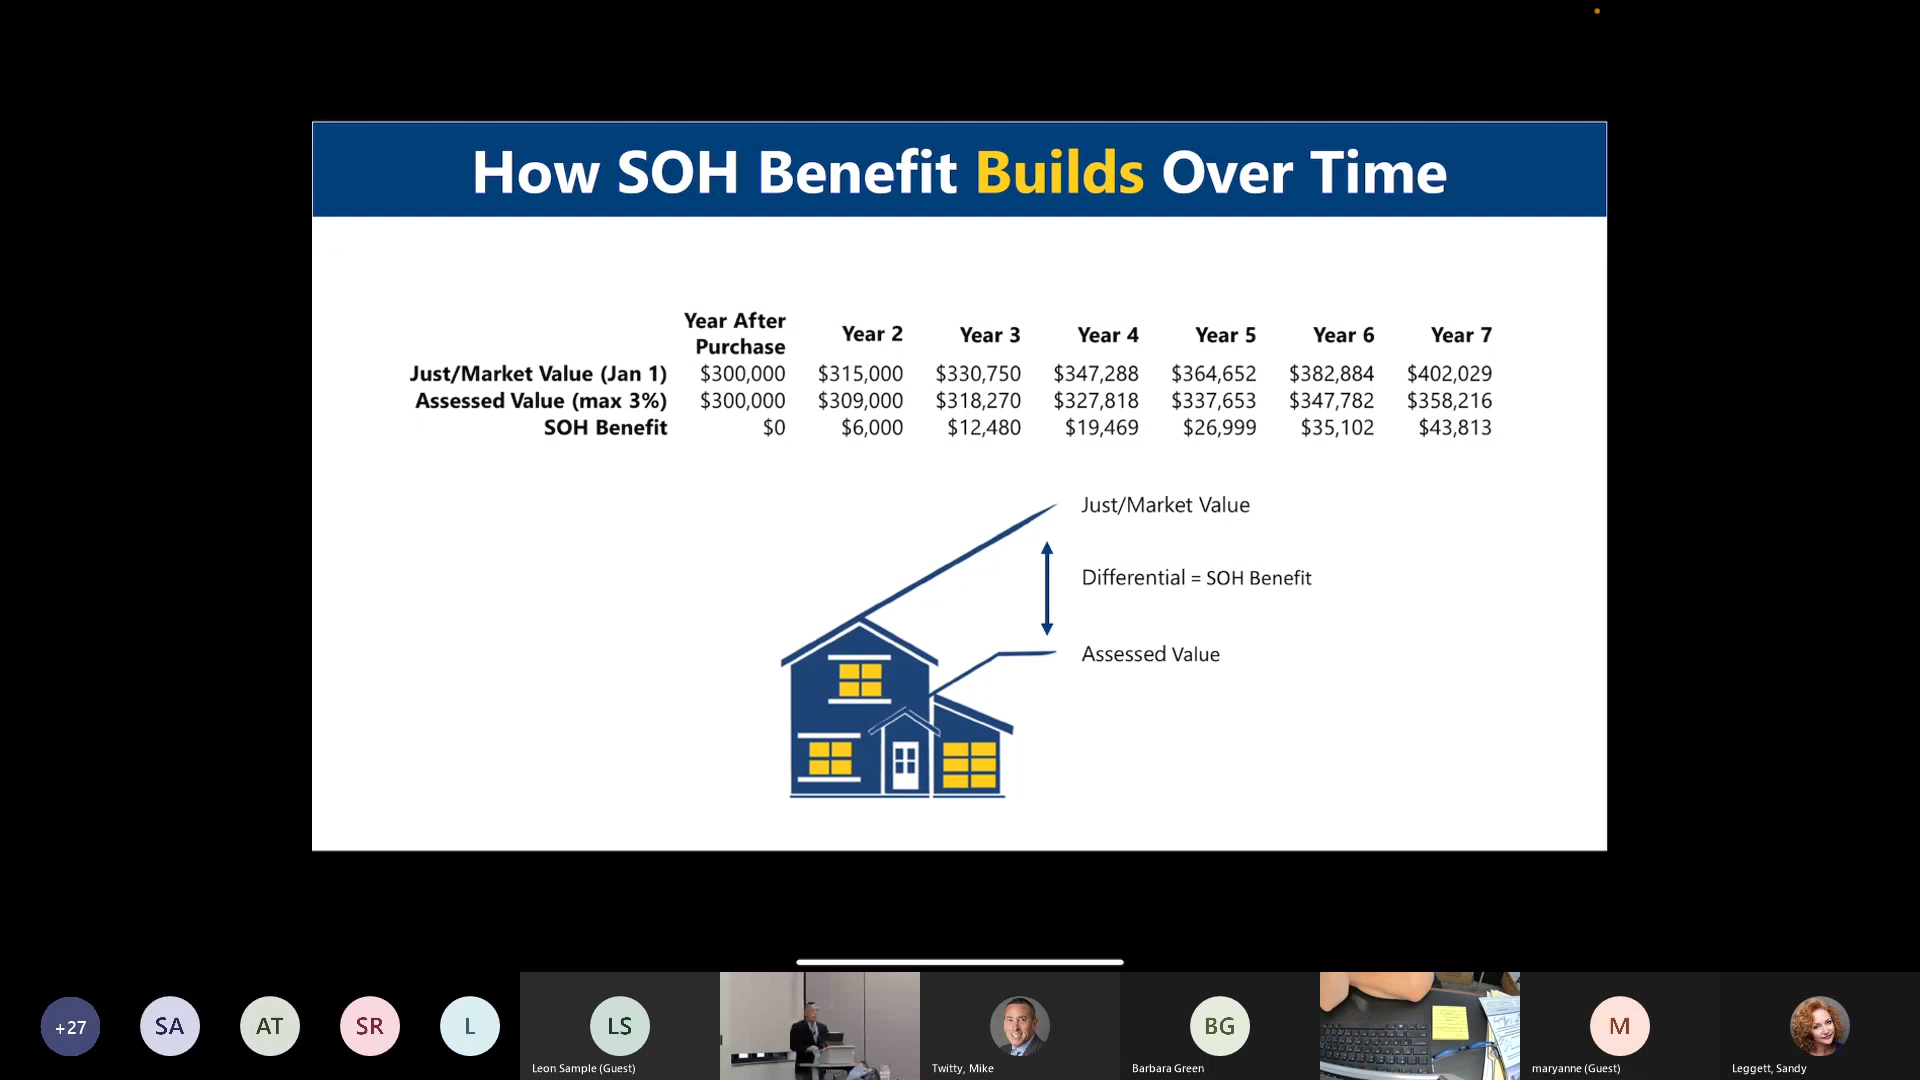 How SOH Benefit Builds Over Time
Year After Purchase Year 2 Year 3 Year 4 Year 5 Year 6 Year 7
Just/Market Value (Jan 1) $300,000 $315,000 $330,750 $347,288 $364,652 $382,884 $402,029
Assessed Value (max 3%) $300,000 $309,000 $318,270 $327,818 $337,653 $347,782 $358,216
SOH Benefit $0 $6,000 $12,480 $19,469 $26,999 $35,102 $43,813
Just/Market Value
Differential = SOH Benefit
Assessed Value
+27 SA AT SR L LS BG M
Leon Sample (Guest) Twitty, Mike Barbara Green maryanne (Guest) Leggett, Sandy